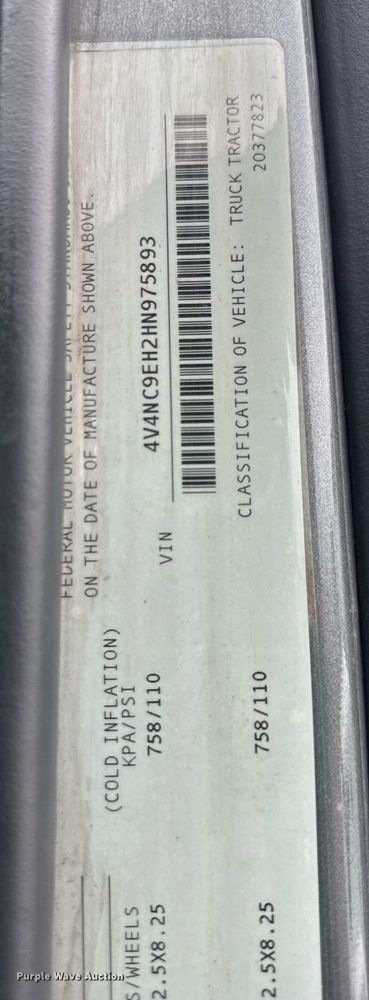 FEDERAL MOTOR VEHICLE SAFETY STANDARDS
ON THE DATE OF MANUFACTURE SHOWN ABOVE.
(COLD INFLATION)
KPA/PSI
S/WHEELS
2.5X8.25
758/110
VIN
4V4NC9EH2HN975893
2.5X8.25
758/110
CLASSIFICATION OF VEHICLE: TRUCK TRACTOR
20377823
Purple Wave Auction